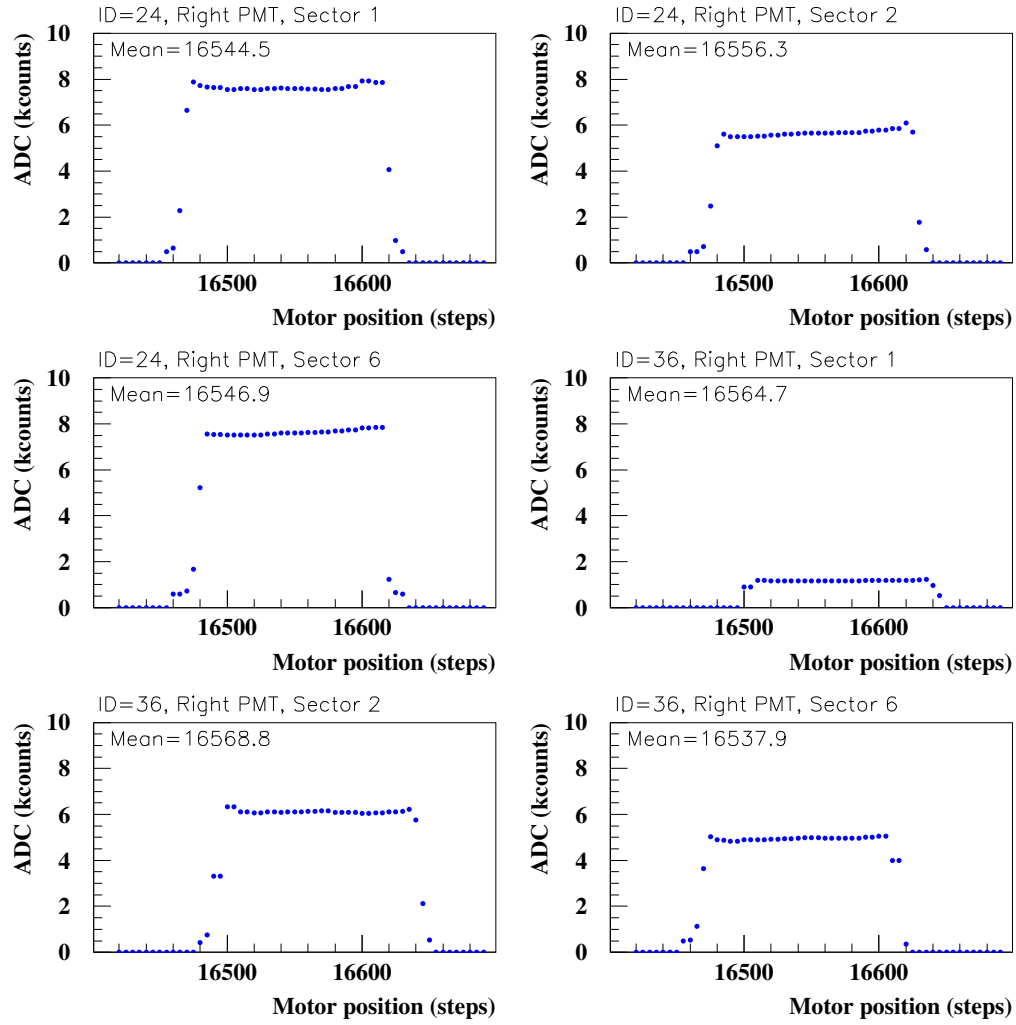 ID=24, Right PMT, Sector 1
Mean=16544.5
ADC (kcounts)
10
8
6
4
2
0
16500 16600
Motor position (steps)
ID=24, Right PMT, Sector 2
Mean=16556.3
ADC (kcounts)
10
8
6
4
2
0
16500 16600
Motor position (steps)
ID=24, Right PMT, Sector 6
Mean=16546.9
ADC (kcounts)
10
8
6
4
2
0
16500 16600
Motor position (steps)
ID=36, Right PMT, Sector 1
Mean=16564.7
ADC (kcounts)
10
8
6
4
2
0
16500 16600
Motor position (steps)
ID=36, Right PMT, Sector 2
Mean=16568.8
ADC (kcounts)
10
8
6
4
2
0
16500 16600
Motor position (steps)
ID=36, Right PMT, Sector 6
Mean=16537.9
ADC (kcounts)
10
8
6
4
2
0
16500 16600
Motor position (steps)